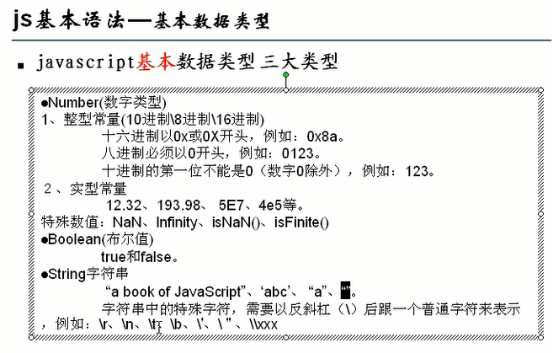 js基本语法—基本数据类型
javascript基本数据类型 三大类型
●Number(数字类型)
1、整型常量(10进制\8进制\16进制)
十六进制以0x或0X开头，例如：0x8a。
八进制必须以0开头，例如：0123。
十进制的第一位不能是0（数字0除外），例如：123。
２、实型常量
12.32、193.98、 5E7、4e5等。
特殊数值：NaN、Infinity、isNaN()、isFinite()
●Boolean(布尔值)
true和false。
●String字符串
“a book of JavaScript”、‘abc’、 “a”、“”。
字符串中的特殊字符，需要以反斜杠（\）后跟一个普通字符来表示
，例如：\r、\n、\t、\b、\'、\ "、\\xxx